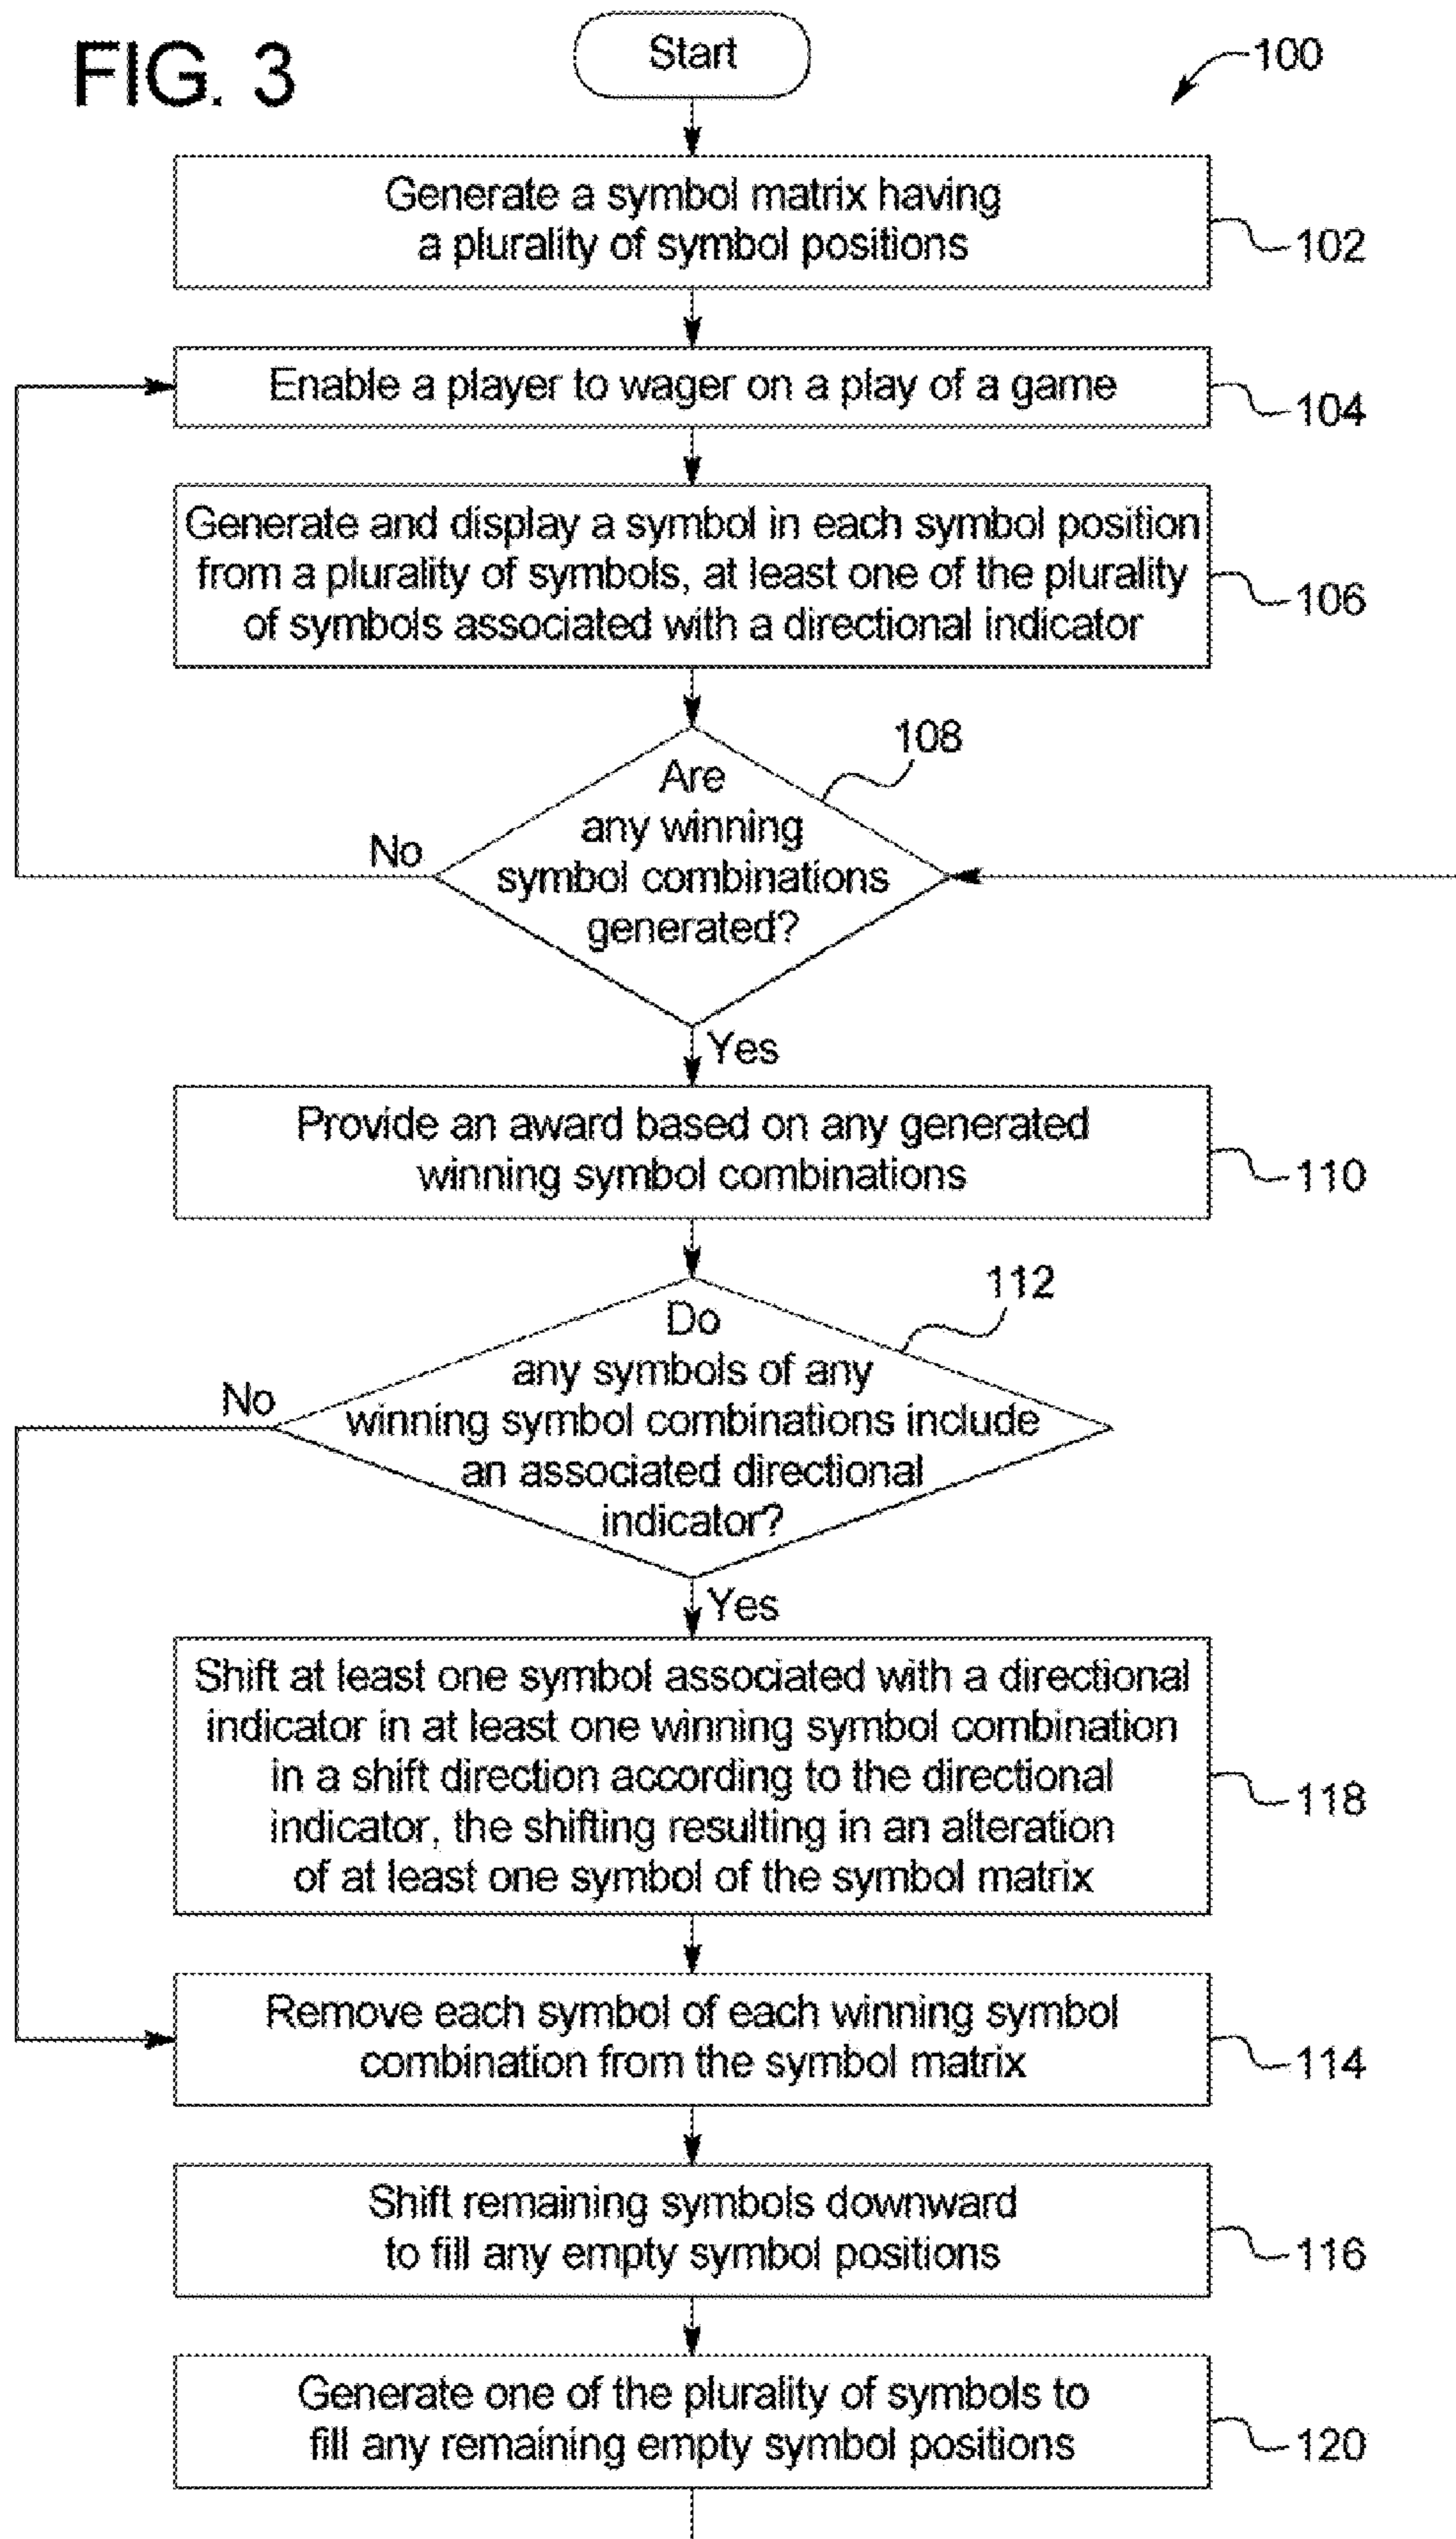 FIG. 3
Start
100
Generate a symbol matrix having
a plurality of symbol positions
102
Enable a player to wager on a play of a game
104
Generate and display a symbol in each symbol position
from a plurality of symbols, at least one of the plurality
of symbols associated with a directional indicator
106
108
Are
any winning
symbol combinations
generated?
No
Yes
Provide an award based on any generated
winning symbol combinations
110
112
Do
any symbols of any
winning symbol combinations include
an associated directional
indicator?
No
Yes
Shift at least one symbol associated with a directional
indicator in at least one winning symbol combination
in a shift direction according to the directional
indicator, the shifting resulting in an alteration
of at least one symbol of the symbol matrix
118
Remove each symbol of each winning symbol
combination from the symbol matrix
114
Shift remaining symbols downward
to fill any empty symbol positions
116
Generate one of the plurality of symbols to
fill any remaining empty symbol positions
120